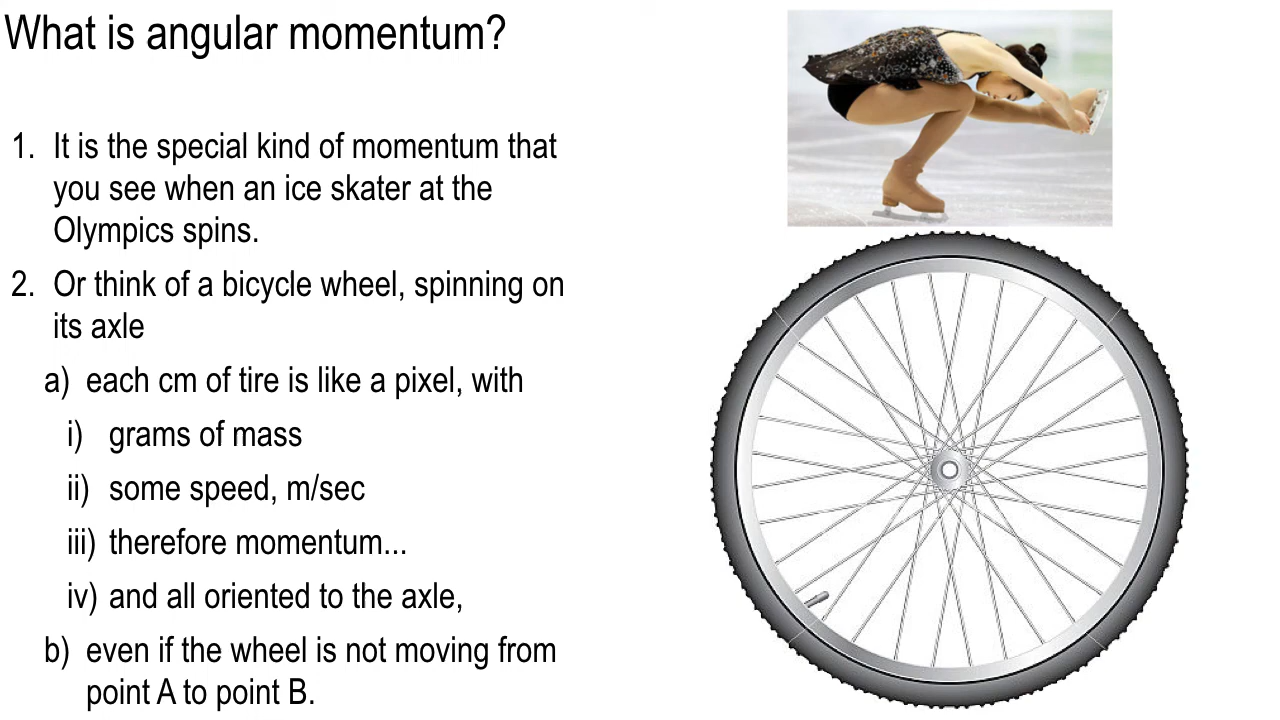 What is angular momentum?
1. It is the special kind of momentum that
you see when an ice skater at the
Olympics spins.
2. Or think of a bicycle wheel, spinning on
its axle
a) each cm of tire is like a pixel, with
i) grams of mass
ii) some speed, m/sec
iii) therefore momentum...
iv) and all oriented to the axle,
b) even if the wheel is not moving from
point A to point B.